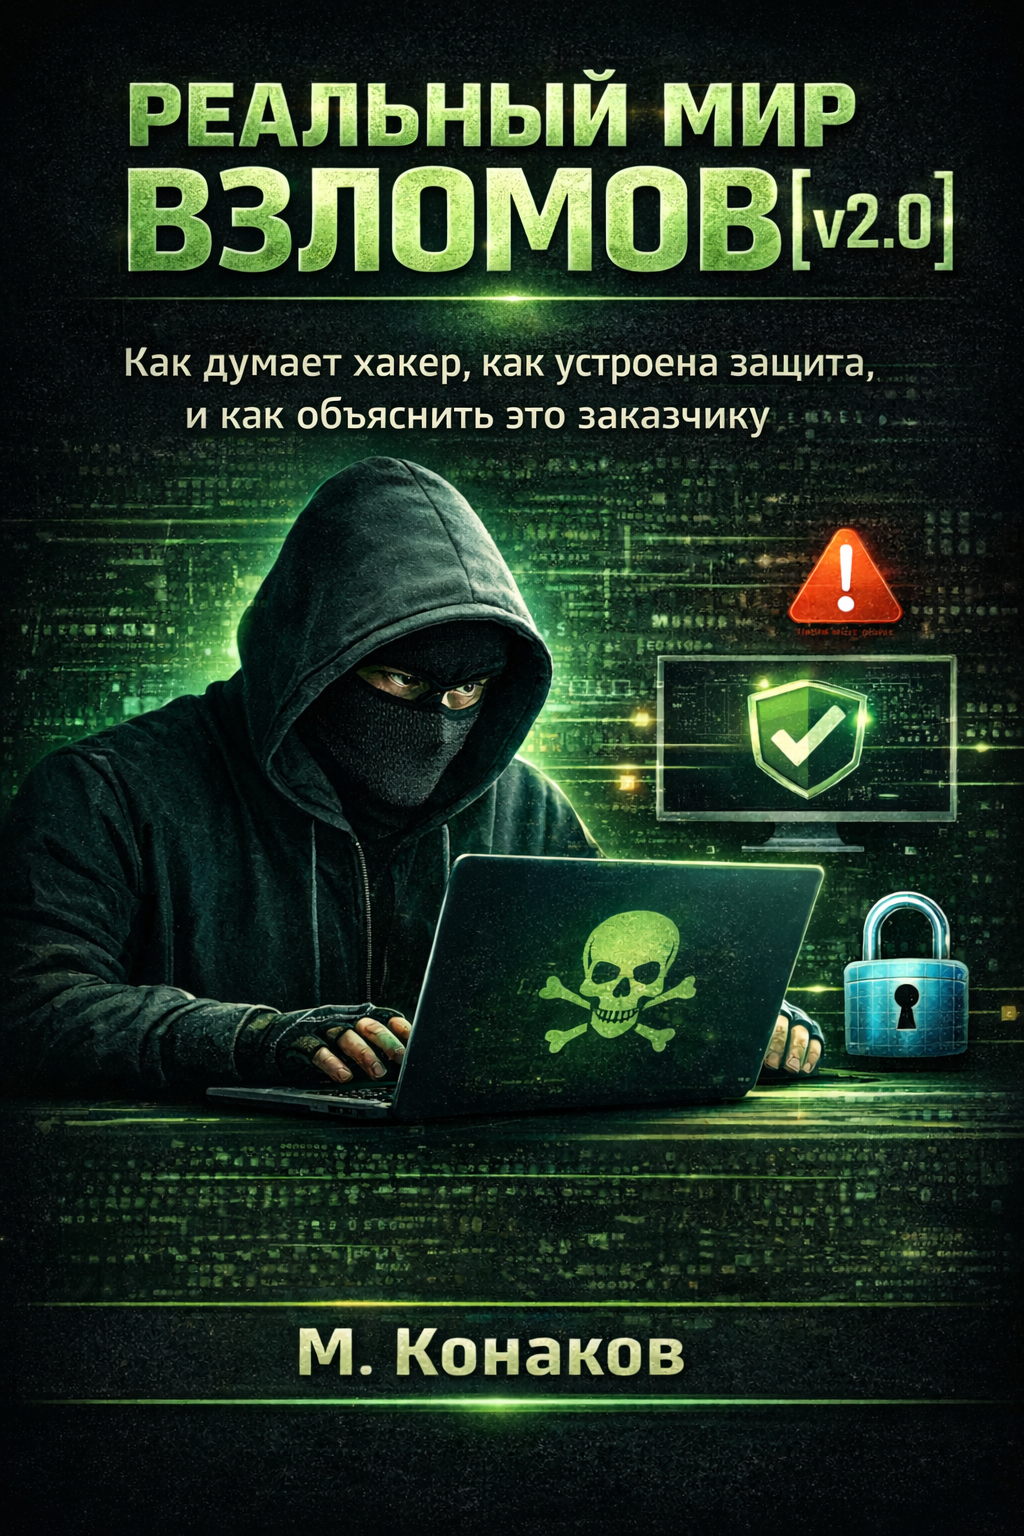 РЕАЛЬНЫЙ МИР
ВЗЛОМОВ [v2.0]
Как думает хакер, как устроена защита,
и как объяснить это заказчику
М. Конаков